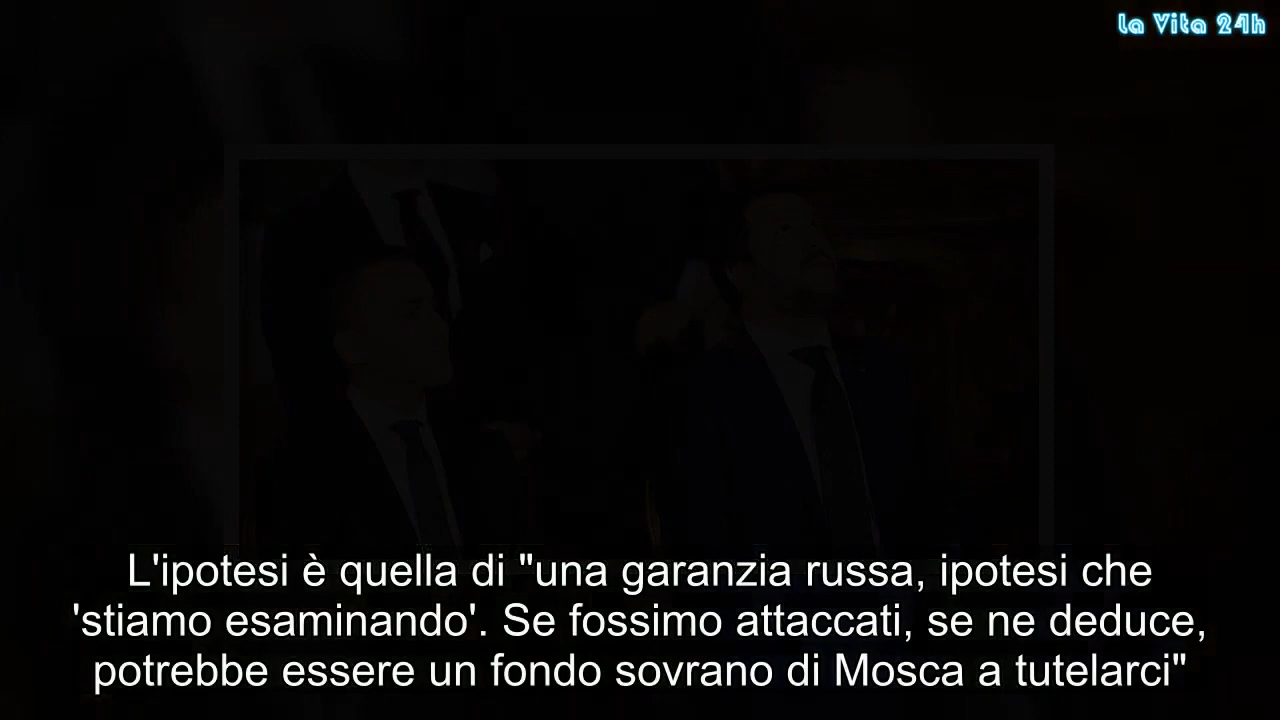 La Vita 24h
L'ipotesi è quella di "una garanzia russa, ipotesi che
'stiamo esaminando'. Se fossimo attaccati, se ne deduce,
potrebbe essere un fondo sovrano di Mosca a tutelarci"